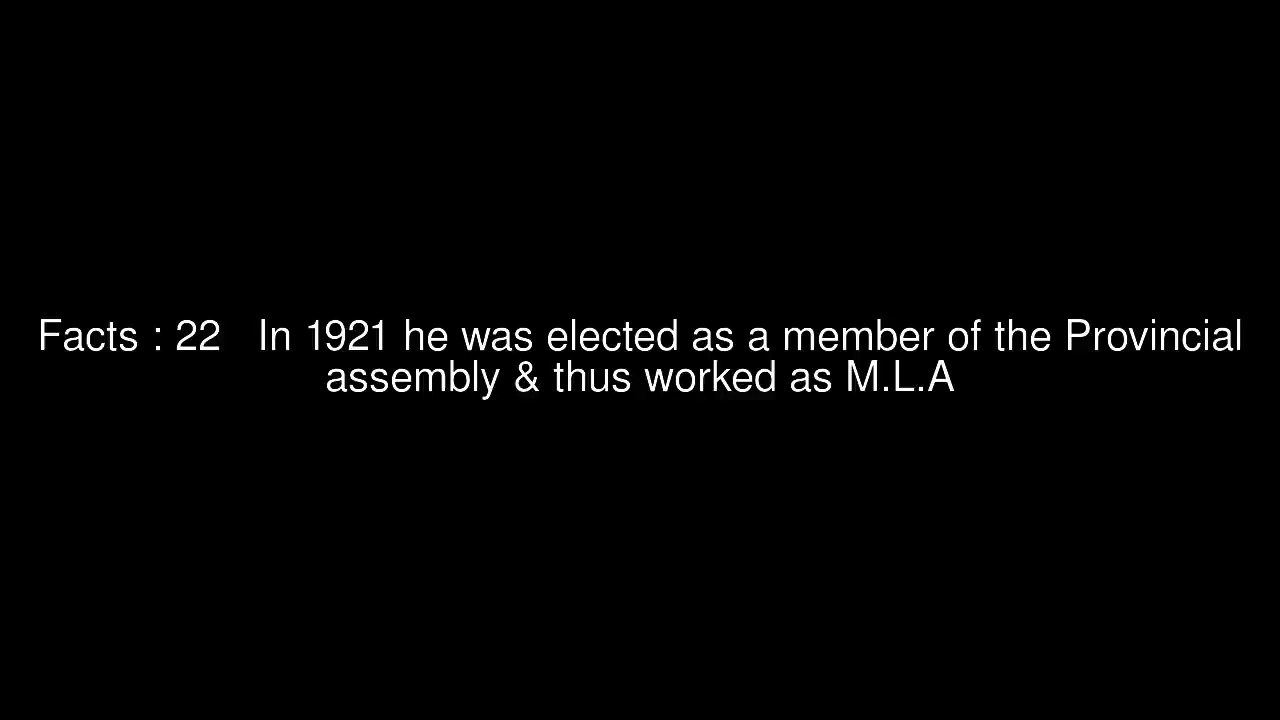 Facts : 22   In 1921 he was elected as a member of the Provincial
assembly & thus worked as M.L.A